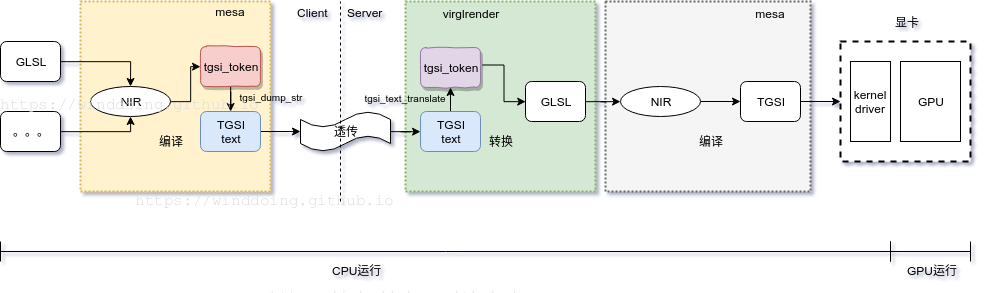 mesa
Client
Server
virglrender
mesa
显卡
GLSL
NIR
tgsi_token
tgsi_dump_str
。。。
TGSI
text
编译
透传
tgsi_token
tgsi_text_translate
TGSI
text
GLSL
转换
NIR
TGSI
编译
kernel
driver
GPU
https://winddoing.github.io
https://winddoing.github.io
CPU运行
GPU运行